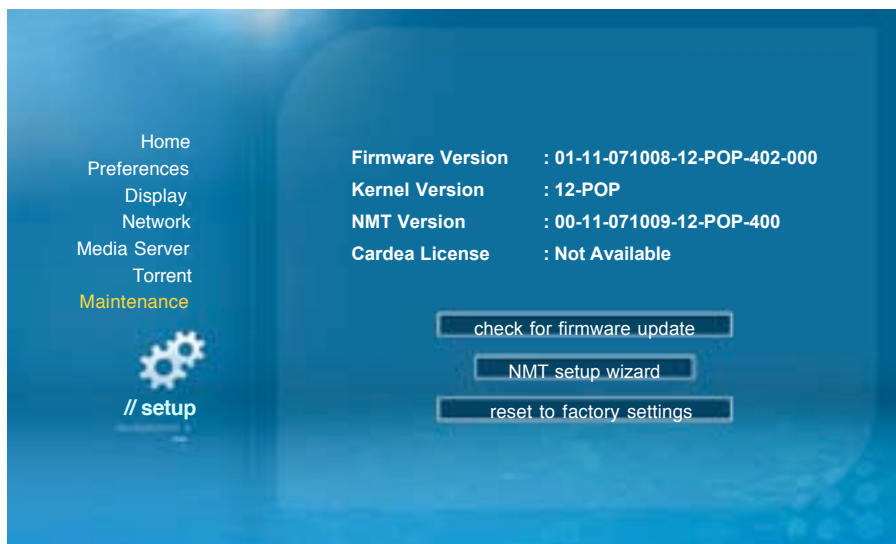 Home
Preferences
Display
Network
Media Server
Torrent
Maintenance
// setup
Firmware Version : 01-11-071008-12-POP-402-000
Kernel Version : 12-POP
NMT Version : 00-11-071009-12-POP-400
Cardea License : Not Available
check for firmware update
NMT setup wizard
reset to factory settings